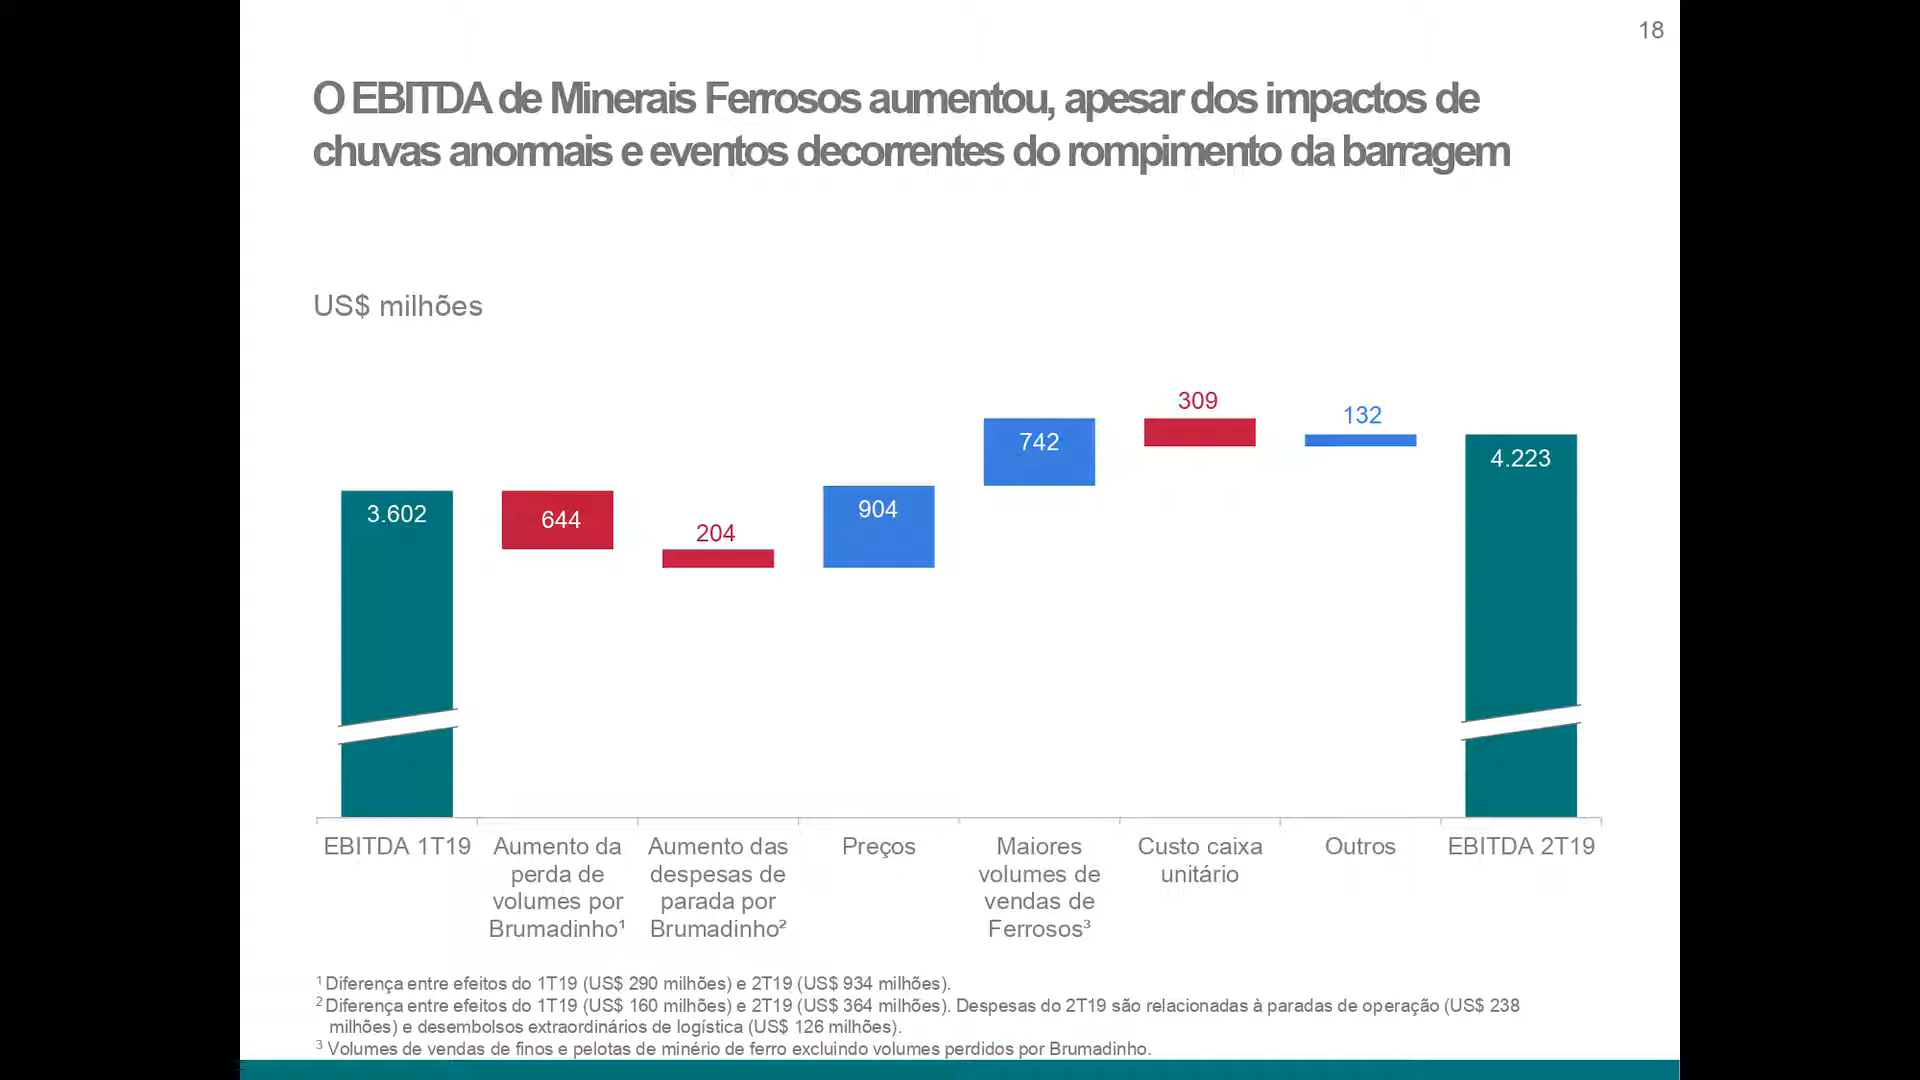 18
O EBITDA de Minerais Ferrosos aumentou, apesar dos impactos de
chuvas anormais e eventos decorrentes do rompimento da barragem
US$ milhões
3.602
644
204
904
742
309
132
4.223
EBITDA 1T19
Aumento da
perda de
volumes por
Brumadinho¹
Aumento das
despesas de
parada por
Brumadinho²
Preços
Maiores
volumes de
vendas de
Ferrosos³
Custo caixa
unitário
Outros
EBITDA 2T19
¹ Diferença entre efeitos do 1T19 (US$ 290 milhões) e 2T19 (US$ 934 milhões).
² Diferença entre efeitos do 1T19 (US$ 160 milhões) e 2T19 (US$ 364 milhões). Despesas do 2T19 são relacionadas à paradas de operação (US$ 238
milhões) e desembolsos extraordinários de logística (US$ 126 milhões).
³ Volumes de vendas de finos e pelotas de minério de ferro excluindo volumes perdidos por Brumadinho.